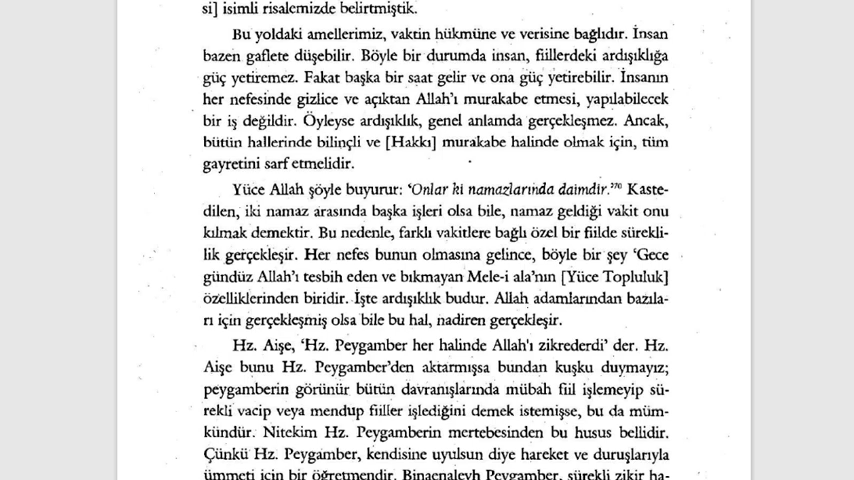 si] isimli risalemizde belirtmiştik.
Bu yoldaki amellerimiz, vaktin hükmüne ve verisine bağlıdır. İnsan
bazen gaflete düşebilir. Böyle bir durumda insan, fiillerdeki ardışıklığa
güç yetiremez. Fakat başka bir saat gelir ve ona güç yetirebilir. İnsanın
her nefesinde gizlice ve açıktan Allah'ı murakabe etmesi, yapılabilecek
bir iş değildir. Öyleyse ardışıklık, genel anlamda gerçekleşmez. Ancak,
bütün hallerinde bilinçli ve [Hakkı] murakabe halinde olmak için, tüm
gayretini sarf etmelidir.
Yüce Allah şöyle buyurur: 'Onlar ki namazlarında daimdir.'⁷⁰ Kaste-
dilen, iki namaz arasında başka işleri olsa bile, namaz geldiği vakit onu
kılmak demektir. Bu nedenle, farklı vakitlere bağlı özel bir fiilde sürekli-
lik gerçekleşir. Her nefes bunun olmasına gelince, böyle bir şey 'Gece
gündüz Allah'ı tesbih eden ve bıkmayan Mele-i ala'nın [Yüce Topluluk]
özelliklerinden biridir. İşte ardışıklık budur. Allah adamlarından bazıla-
rı için gerçekleşmiş olsa bile bu hal, nadiren gerçekleşir.
Hz. Aişe, 'Hz. Peygamber her halinde Allah'ı zikrederdi' der. Hz.
Aişe bunu Hz. Peygamber'den aktarmışsa bundan kuşku duymayız;
peygamberin görünür bütün davranışlarında mübah fiil işlemeyip sü-
rekli vacip veya mendup fiiller işlediğini demek istemişse, bu da müm-
kündür. Nitekim Hz. Peygamberin mertebesinden bu husus bellidir.
Çünkü Hz. Peygamber, kendisine uyulsun diye hareket ve duruşlarıyla
ümmeti için bir öğretmendir. Binaenaleyh Peygamber, sürekli zikir ha-